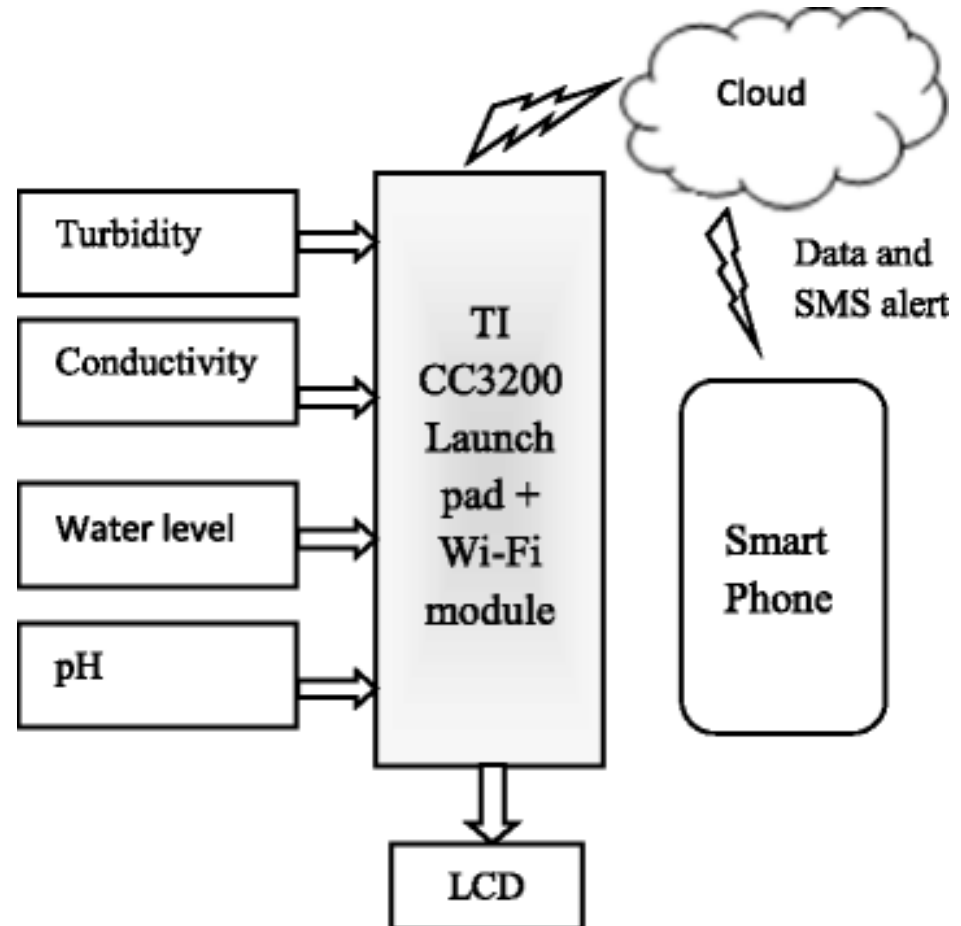 Cloud
Turbidity
Data and
SMS alert
TI
CC3200
Launch
pad +
Wi-Fi
module
Conductivity
Water level
Smart
Phone
pH
LCD